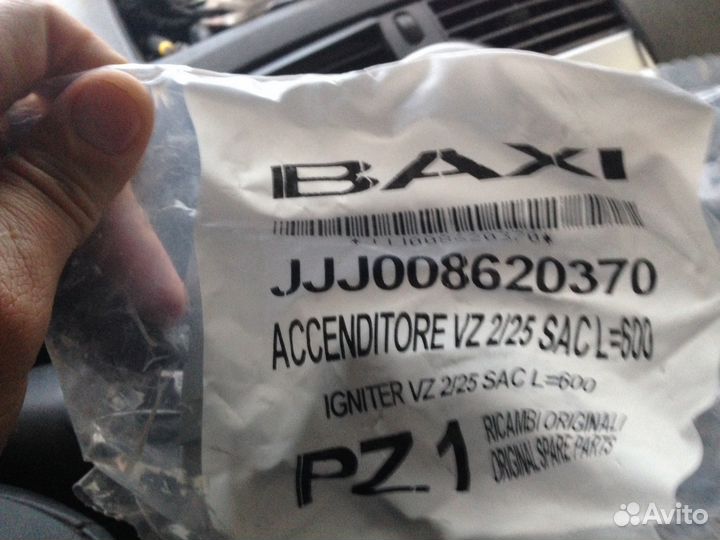 BAXI
*JJJ008620370*
JJJ008620370
ACCENDITORE VZ 2/25 SAC L=600
IGNITER VZ 2/25 SAC L=600
PZ.1
RICAMBI ORIGINALI
ORIGINAL SPARE PARTS
Avito